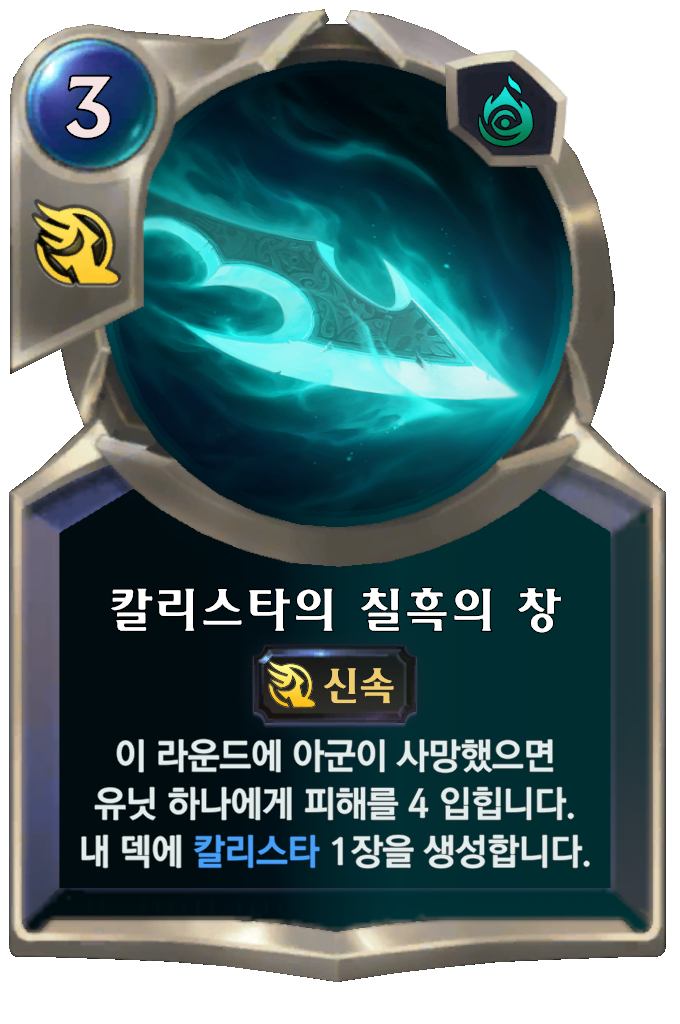 3
칼리스타의 칠흑의 창
신속
이 라운드에 아군이 사망했으면
유닛 하나에게 피해를 4 입힙니다.
내 덱에 칼리스타 1장을 생성합니다.